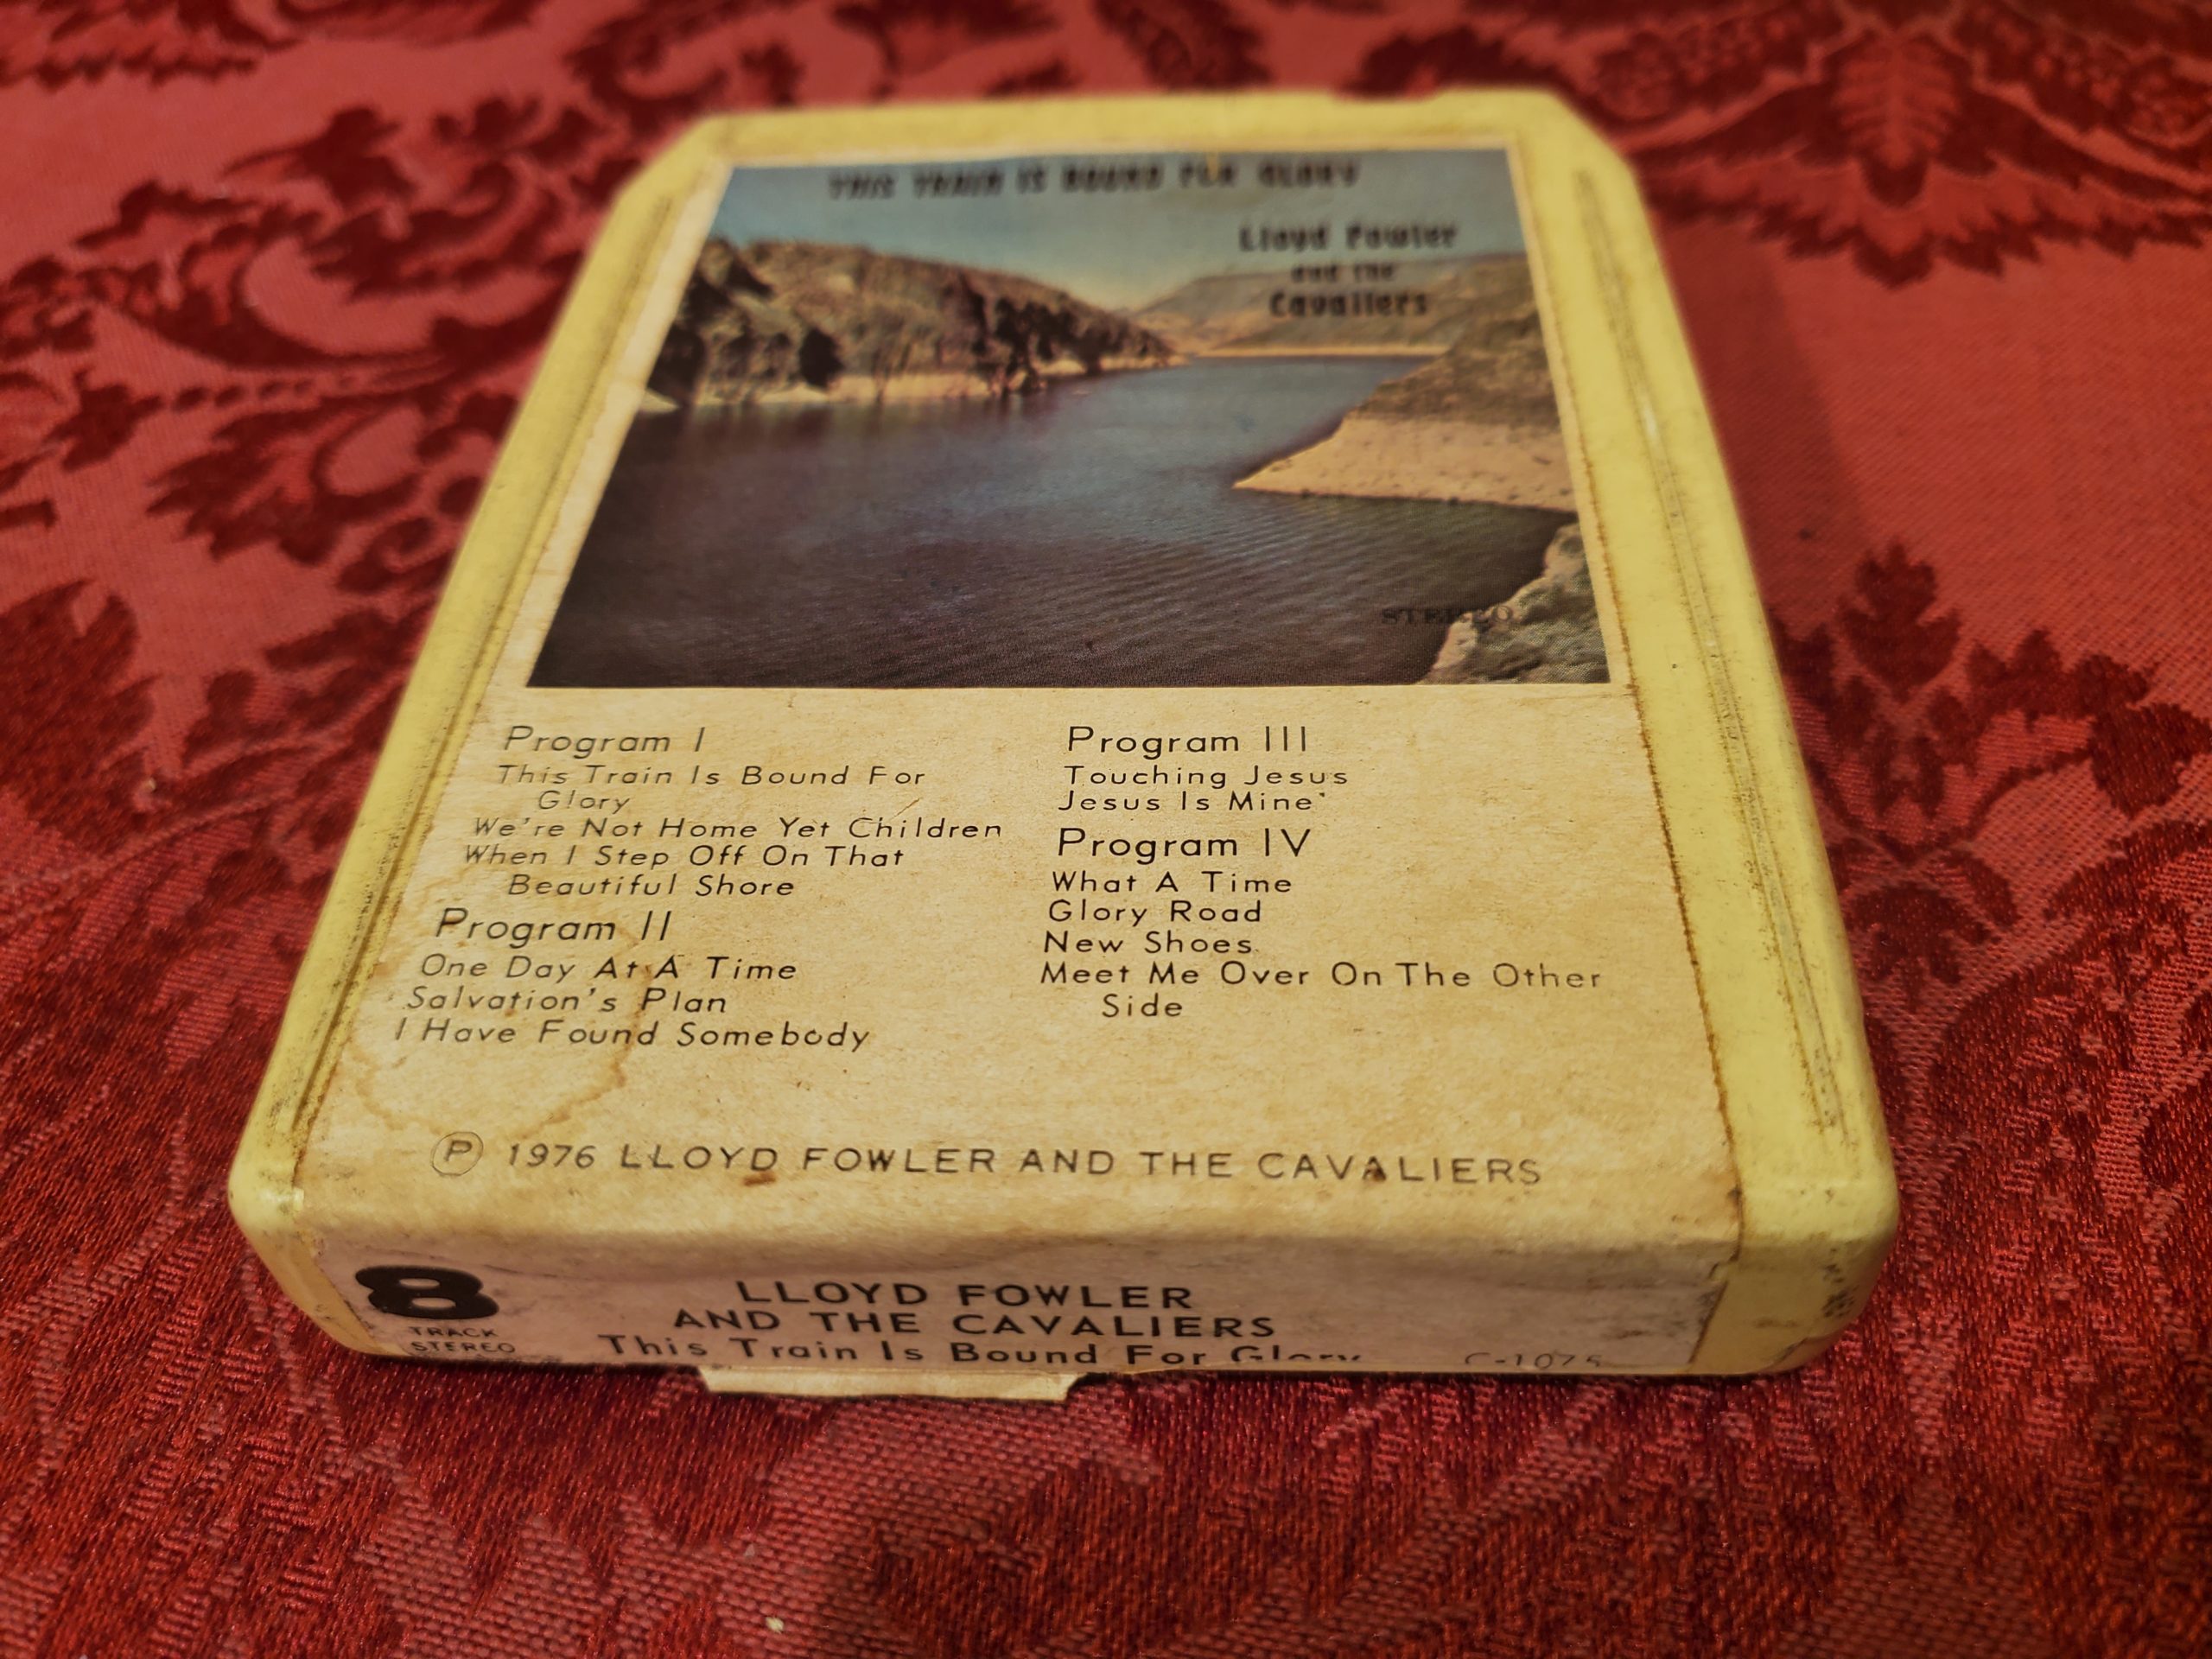 THIS TRAIN IS BOUND FOR GLORY
Lloyd Fowler
and the
Cavaliers
STEREO
Program I
This Train Is Bound For
Glory
We're Not Home Yet Children
When I Step Off On That
Beautiful Shore
Program II
One Day At A Time
Salvation's Plan
I Have Found Somebody
Program III
Touching Jesus
Jesus Is Mine
Program IV
What A Time
Glory Road
New Shoes
Meet Me Over On The Other
Side
Ⓟ 1976 LLOYD FOWLER AND THE CAVALIERS
8
TRACK
STEREO
LLOYD FOWLER
AND THE CAVALIERS
This Train Is Bound For Glory